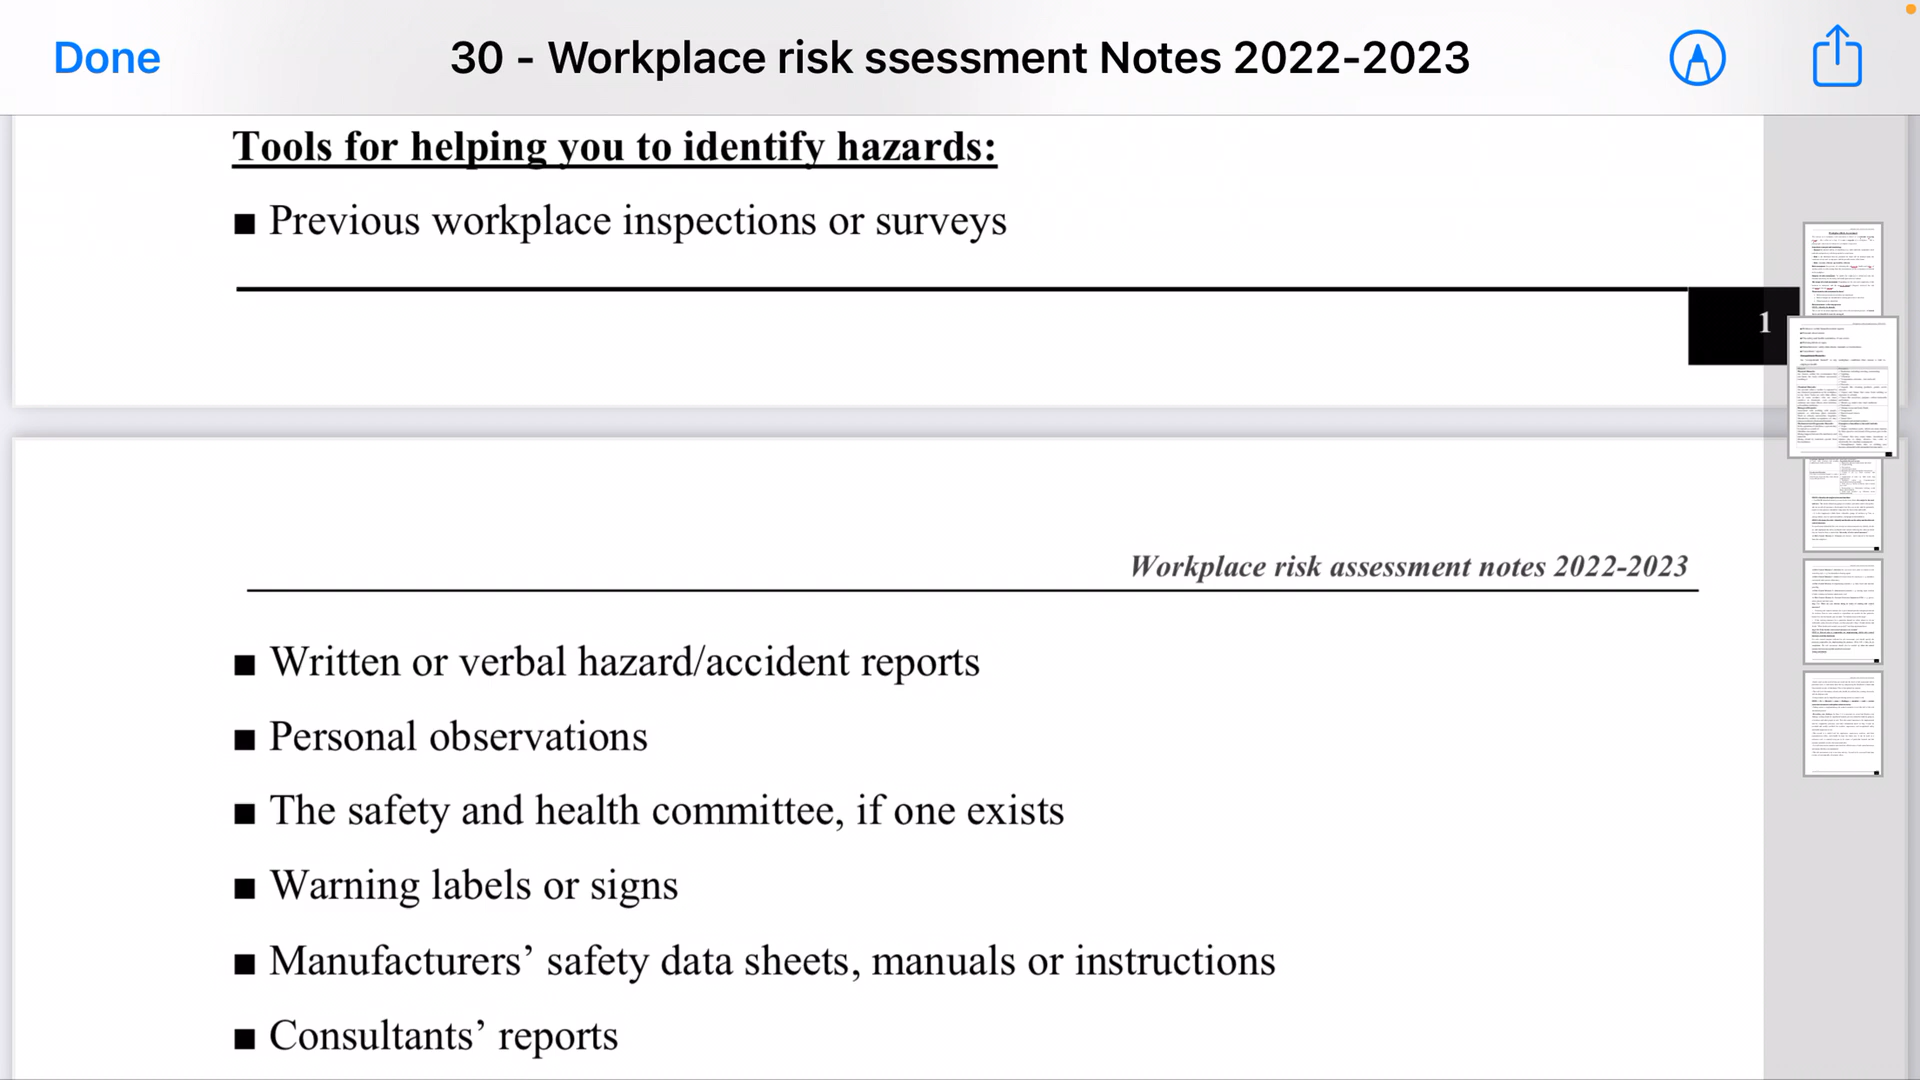 Done
30 - Workplace risk ssessment Notes 2022-2023
Tools for helping you to identify hazards:
■ Previous workplace inspections or surveys
1
Workplace risk assessment notes 2022-2023
■ Written or verbal hazard/accident reports
■ Personal observations
■ The safety and health committee, if one exists
■ Warning labels or signs
■ Manufacturers’ safety data sheets, manuals or instructions
■ Consultants’ reports